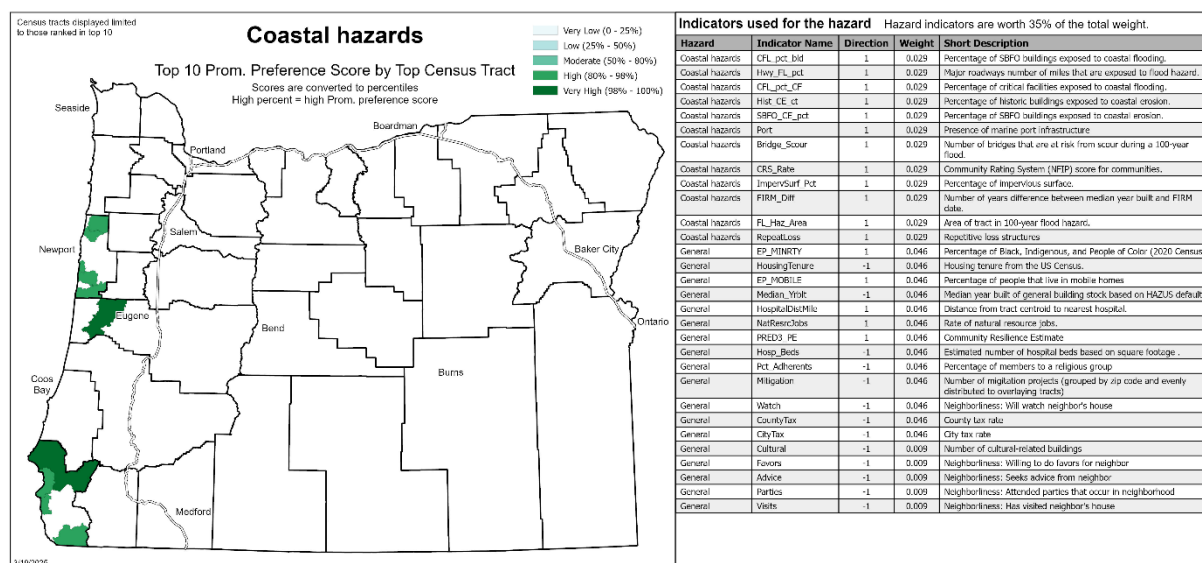 Census tracts displayed limited
to those ranked in top 10
Coastal hazards
Top 10 Prom. Preference Score by Top Census Tract
Scores are converted to percentiles
High percent = high Prom. preference score
Very Low (0 - 25%)
Low (25% - 50%)
Moderate (50% - 80%)
High (80% - 98%)
Very High (98% - 100%)
Seaside
Portland
Boardman
Salem
Newport
Baker City
Eugene
Bend
Ontario
Burns
Coos
Bay
Medford
3/19/2025
Indicators used for the hazard Hazard indicators are worth 35% of the total weight.
Hazard Indicator Name Direction Weight Short Description
Coastal hazards CFL_pct_bld 1 0.029 Percentage of SBFO buildings exposed to coastal flooding.
Coastal hazards Hwy_FL_pct 1 0.029 Major roadways number of miles that are exposed to flood hazard.
Coastal hazards CFL_pct_CF 1 0.029 Percentage of critical facilities exposed to coastal flooding.
Coastal hazards Hist_CE_ct 1 0.029 Percentage of historic buildings exposed to coastal erosion.
Coastal hazards SBFO_CE_pct 1 0.029 Percentage of SBFO buildings exposed to coastal erosion.
Coastal hazards Port 1 0.029 Presence of marine port infrastructure
Coastal hazards Bridge_Scour 1 0.029 Number of bridges that are at risk from scour during a 100-year
flood.
Coastal hazards CRS_Rate 1 0.029 Community Rating System (NFIP) score for communities.
Coastal hazards ImpervSurf_Pct 1 0.029 Percentage of impervious surface.
Coastal hazards FIRM_Diff 1 0.029 Number of years difference between median year built and FIRM
date.
Coastal hazards FL_Haz_Area 1 0.029 Area of tract in 100-year flood hazard.
Coastal hazards RepeatLoss 1 0.029 Repetitive loss structures
General EP_MINRTY 1 0.046 Percentage of Black, Indigenous, and People of Color (2020 Census
General HousingTenure -1 0.046 Housing tenure from the US Census.
General EP_MOBILE 1 0.046 Percentage of people that live in mobile homes
General Median_Yrblt -1 0.046 Median year built of general building stock based on HAZUS default
General HospitalDistMile 1 0.046 Distance from tract centroid to nearest hospital.
General NatResrcJobs 1 0.046 Rate of natural resource jobs.
General PRED3_PE 1 0.046 Community Resilience Estimate
General Hosp_Beds -1 0.046 Estimated number of hospital beds based on square footage .
General Pct_Adherents -1 0.046 Percentage of members to a religious group
General Mitigation -1 0.046 Number of migitation projects (grouped by zip code and evenly
distributed to overlaying tracts)
General Watch -1 0.046 Neighborliness: Will watch neighbor's house
General CountyTax -1 0.046 County tax rate
General CityTax -1 0.046 City tax rate
General Cultural -1 0.009 Number of cultural-related buildings
General Favors -1 0.009 Neighborliness: Willing to do favors for neighbor
General Advice -1 0.009 Neighborliness: Seeks advice from neighbor
General Parties -1 0.009 Neighborliness: Attended parties that occur in neighborhood
General Visits -1 0.009 Neighborliness: Has visited neighbor's house